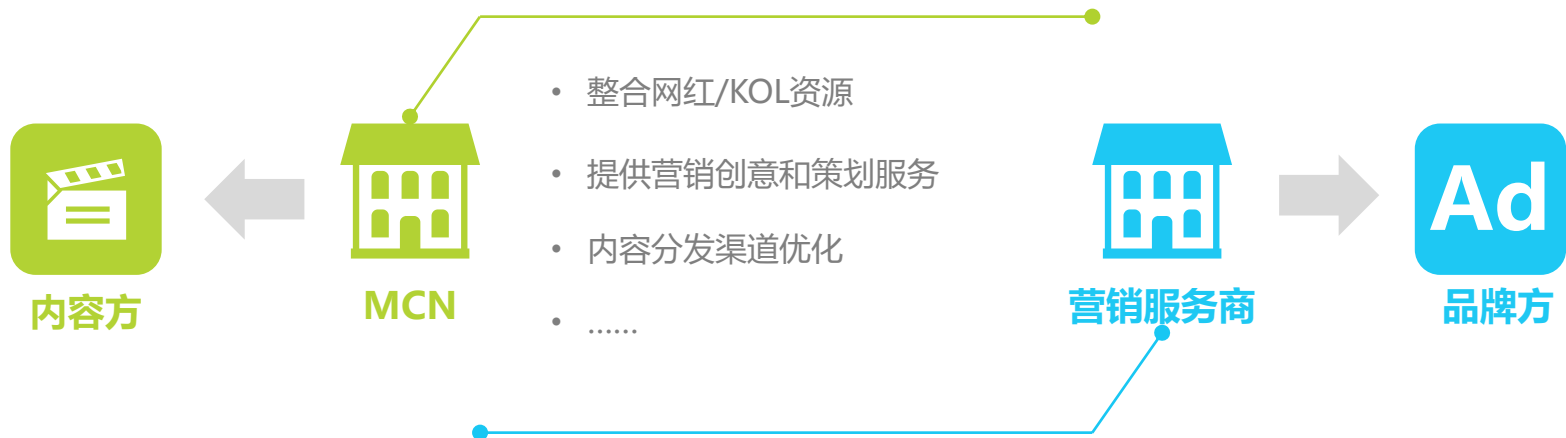 • 整合网红/KOL资源
• 提供营销创意和策划服务
• 内容分发渠道优化
• ……
内容方
MCN
营销服务商
Ad
品牌方